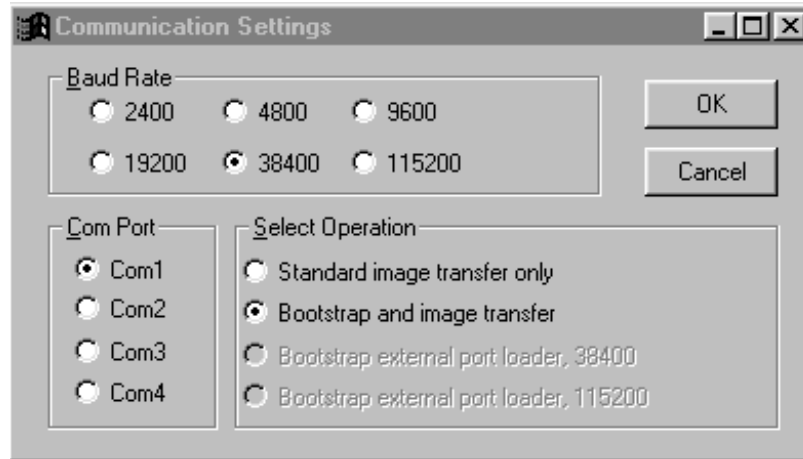 Communication Settings
Baud Rate
2400 4800 9600
19200 38400 115200
OK
Cancel
Com Port
Com1
Com2
Com3
Com4
Select Operation
Standard image transfer only
Bootstrap and image transfer
Bootstrap external port loader, 38400
Bootstrap external port loader, 115200